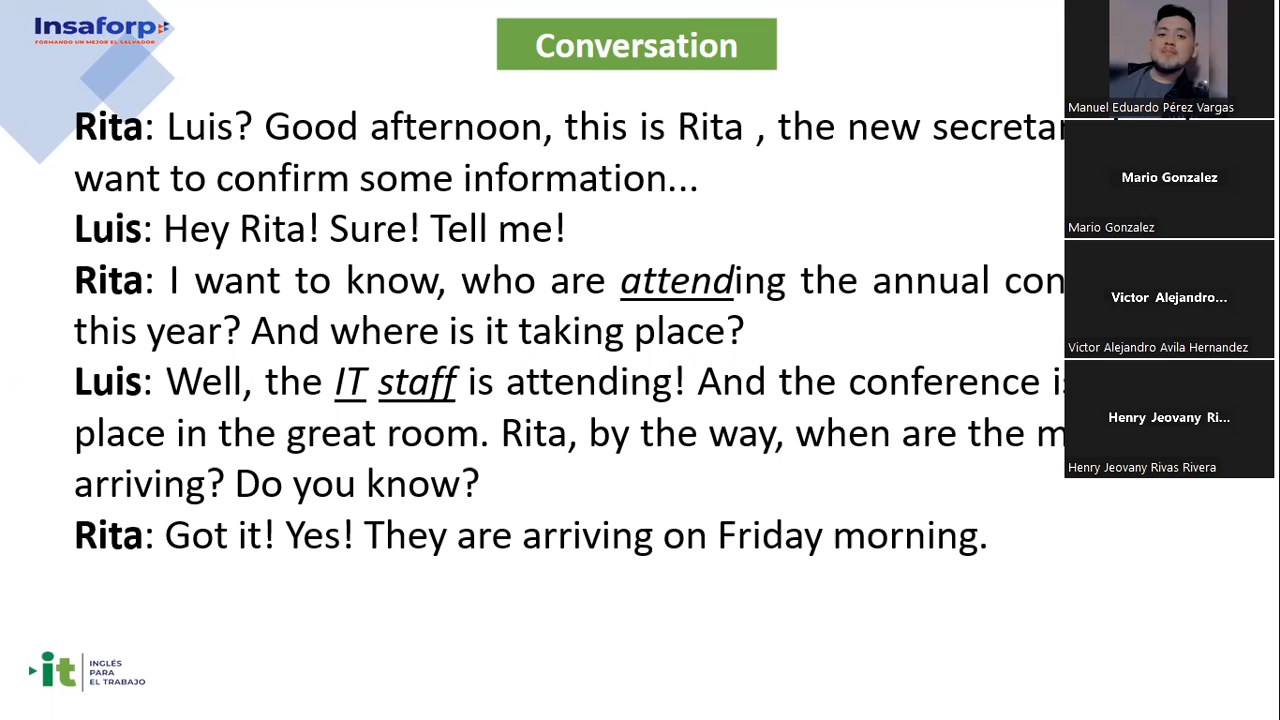 Insaforp
FORMANDO UN MEJOR EL SALVADOR
Conversation
Rita: Luis? Good afternoon, this is Rita , the new
want to confirm some information...
Luis: Hey Rita! Sure! Tell me!
Rita: I want to know, who are attending the annual
this year? And where is it taking place?
Luis: Well, the IT staff is attending! And the conference
place in the great room. Rita, by the way, when are the
arriving? Do you know?
Rita: Got it! Yes! They are arriving on Friday morning.
it INGLÉS
PARA
EL TRABAJO
Manuel Eduardo Pérez Vargas
Mario Gonzalez
Mario Gonzalez
Victor Alejandro...
Victor Alejandro Avila Hernandez
Henry Jeovany Ri...
Henry Jeovany Rivas Rivera